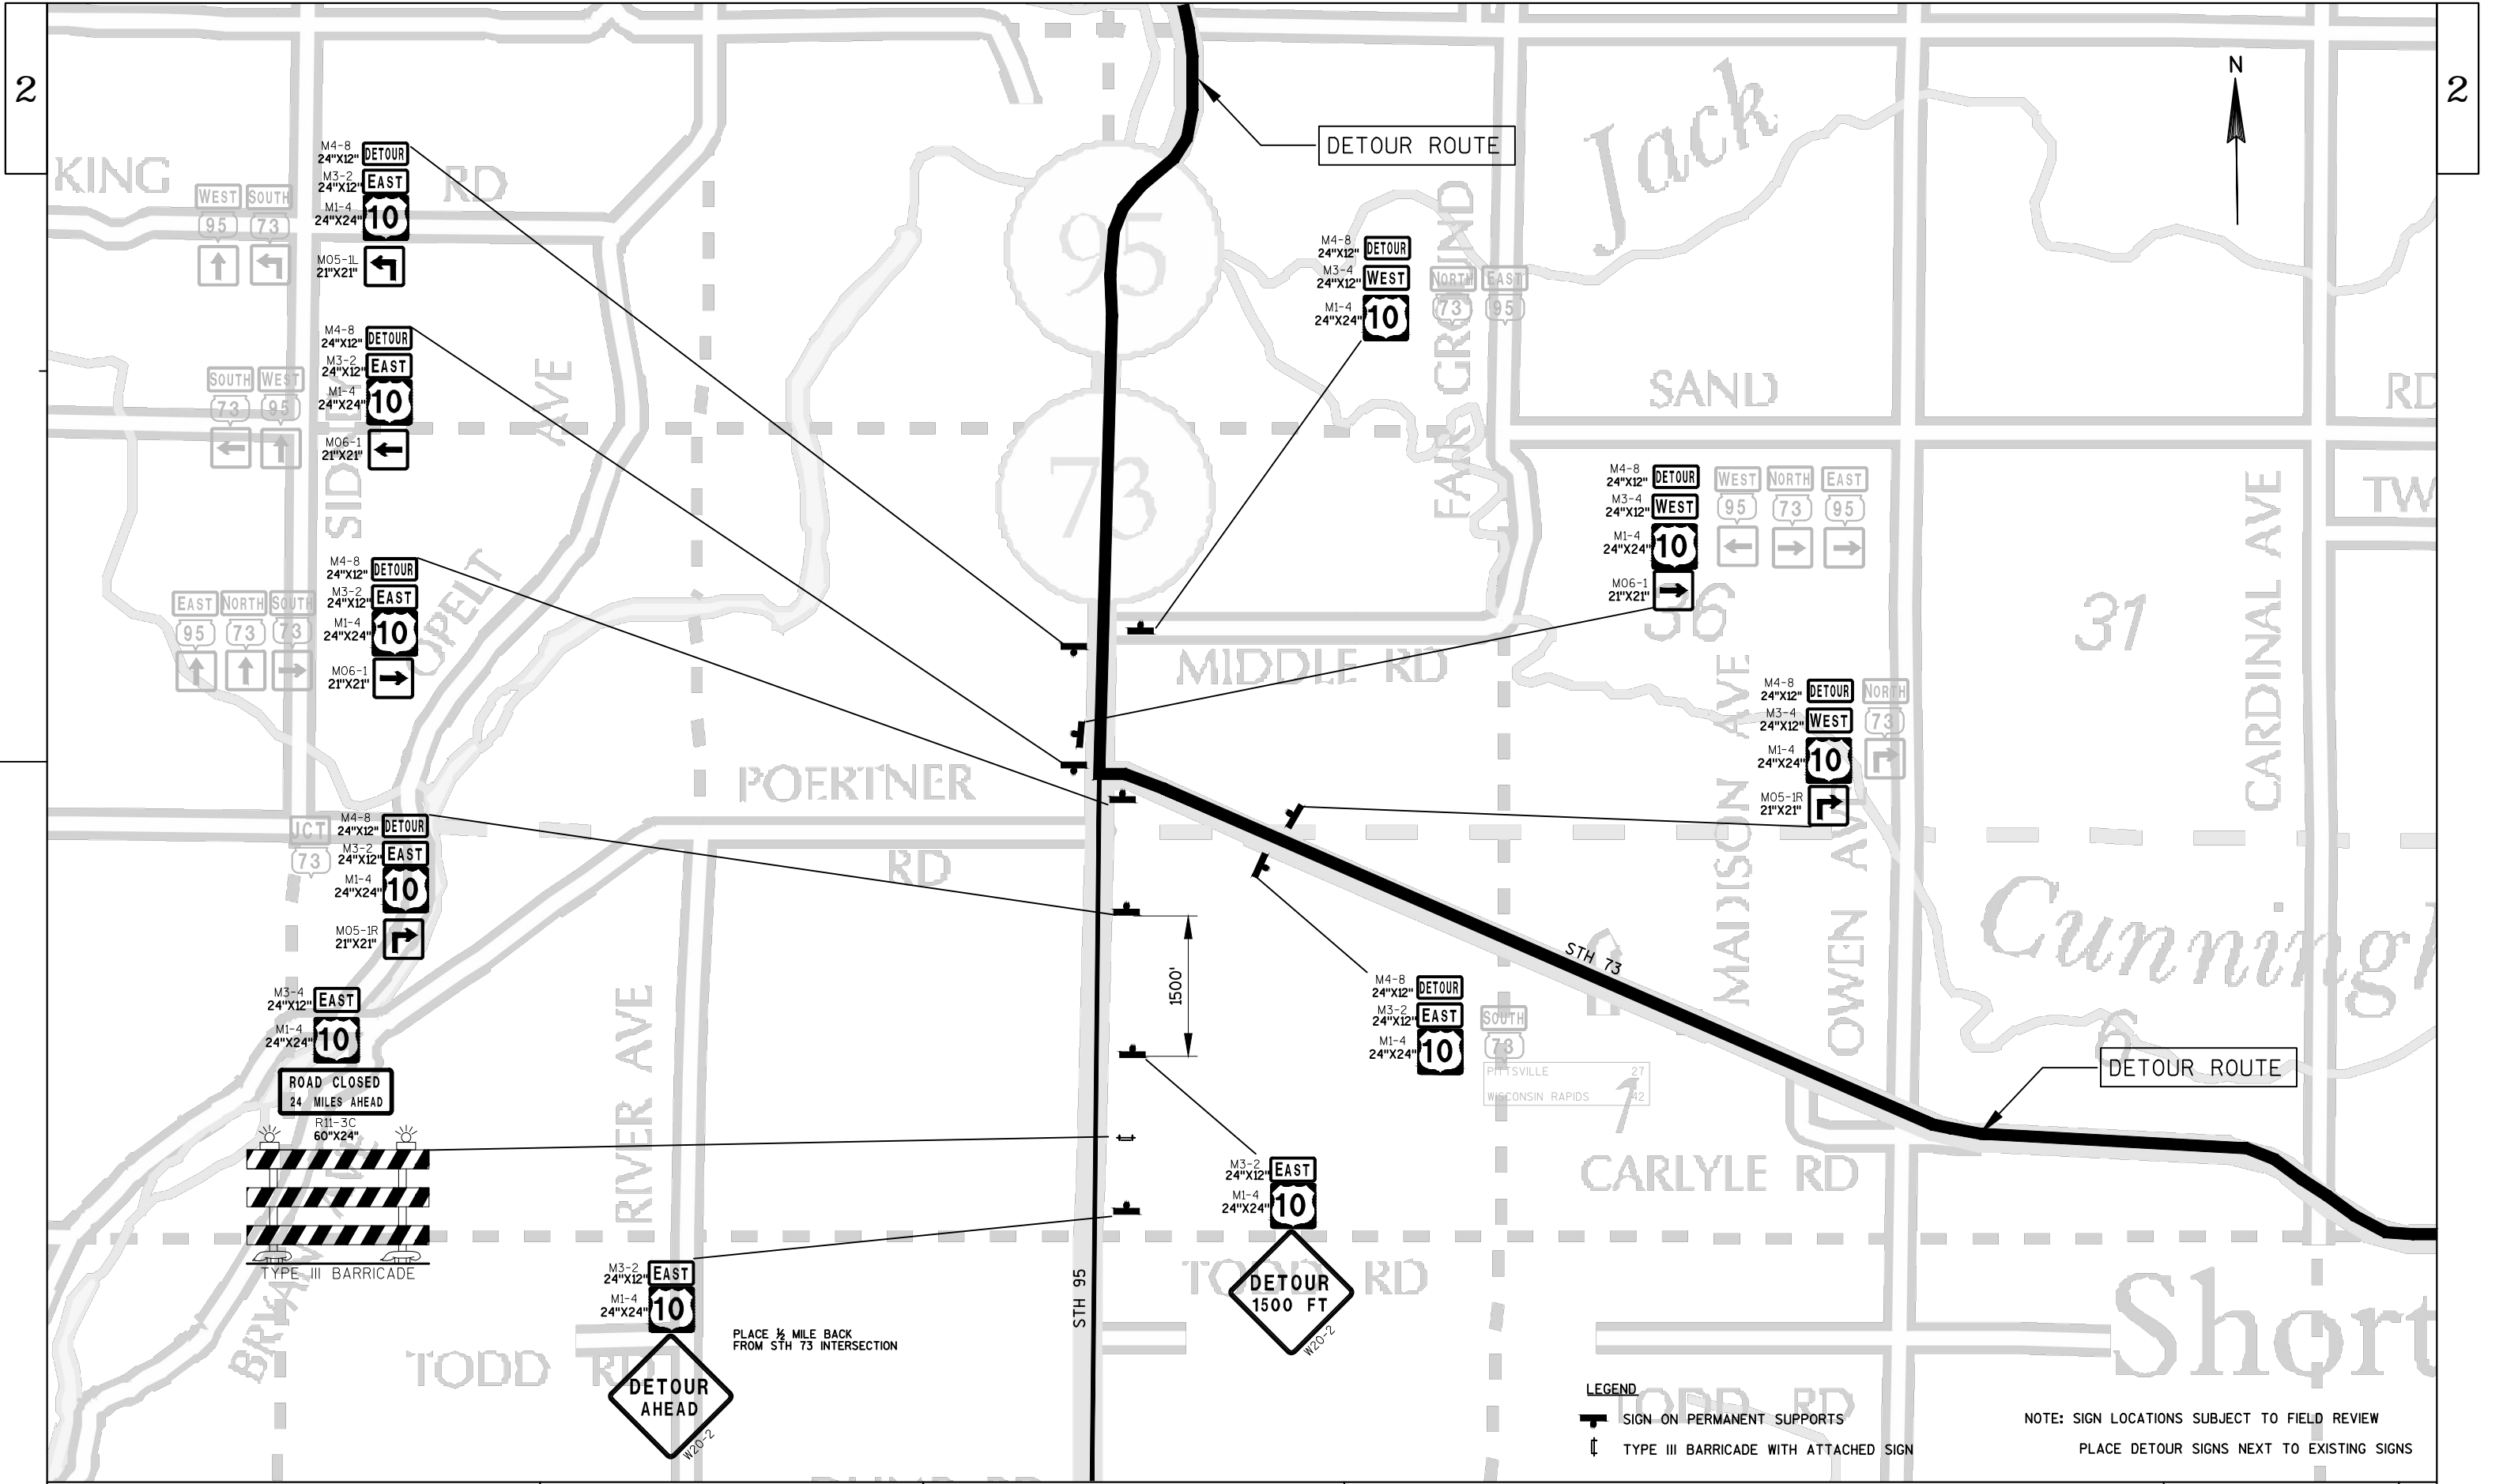 2
2
N
DETOUR ROUTE
Jack
KING
RD
M4-8
24"X12"
DETOUR
M3-2
24"X12"
EAST
M1-4
24"X24"
10
M05-1L
21"X21"
WEST
SOUTH
95
73
95
73
M4-8
24"X12"
DETOUR
M3-4
24"X12"
WEST
M1-4
24"X24"
10
NORTH
EAST
73
95
FAIR GROUND
M4-8
24"X12"
DETOUR
M3-2
24"X12"
EAST
M1-4
24"X24"
10
M06-1
21"X21"
SOUTH
WEST
73
95
AVE
SAND
RD
M4-8
24"X12"
DETOUR
M3-4
24"X12"
WEST
M1-4
24"X24"
10
M06-1
21"X21"
WEST
NORTH
EAST
95
73
95
36
31
TW
CARDINAL AVE
M4-8
24"X12"
DETOUR
M3-2
24"X12"
EAST
M1-4
24"X24"
10
M06-1
21"X21"
EAST
NORTH
SOUTH
95
73
73
OPELT
MIDDLE RD
MADISON AVE
OWEN AVE
M4-8
24"X12"
DETOUR
M3-4
24"X12"
WEST
M1-4
24"X24"
10
M05-1R
21"X21"
NORTH
73
POERTNER
RD
JCT
73
M4-8
24"X12"
DETOUR
M3-2
24"X12"
EAST
M1-4
24"X24"
10
M05-1R
21"X21"
1500'
STH 73
M4-8
24"X12"
DETOUR
M3-2
24"X12"
EAST
M1-4
24"X24"
10
SOUTH
73
PITTSVILLE 27
WISCONSIN RAPIDS 42
1
6
DETOUR ROUTE
RIVER AVE
M3-4
24"X12"
EAST
M1-4
24"X24"
10
ROAD CLOSED
24 MILES AHEAD
R11-3C
60"X24"
TYPE III BARRICADE
CARLYLE RD
M3-2
24"X12"
EAST
M1-4
24"X24"
10
DETOUR
1500 FT
W20-2
TODD RD
STH 95
M3-2
24"X12"
EAST
M1-4
24"X24"
10
DETOUR
AHEAD
W20-2
PLACE ½ MILE BACK
FROM STH 73 INTERSECTION
TODD RD
Short
TODD RD
LEGEND
SIGN ON PERMANENT SUPPORTS
TYPE III BARRICADE WITH ATTACHED SIGN
NOTE: SIGN LOCATIONS SUBJECT TO FIELD REVIEW
PLACE DETOUR SIGNS NEXT TO EXISTING SIGNS